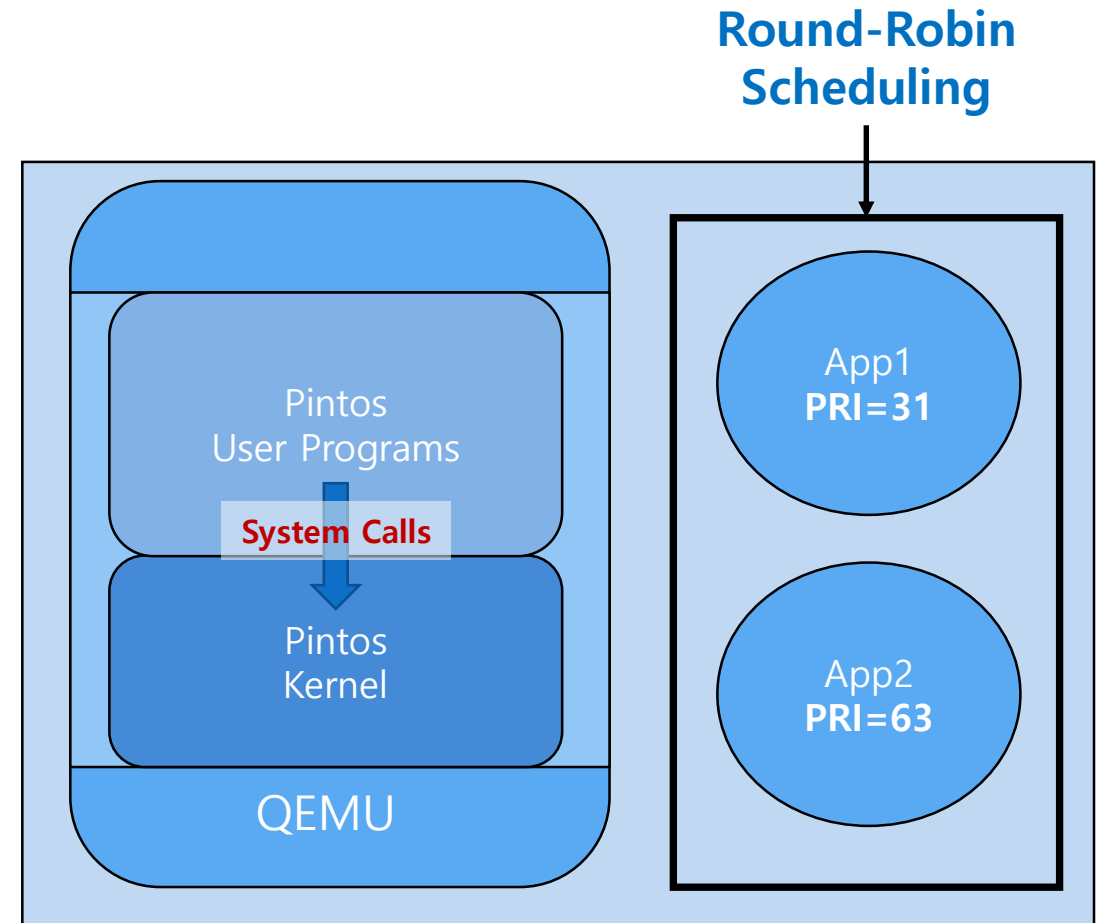 Round-Robin
Scheduling
Pintos
User Programs
System Calls
Pintos
Kernel
QEMU
App1
PRI=31
App2
PRI=63